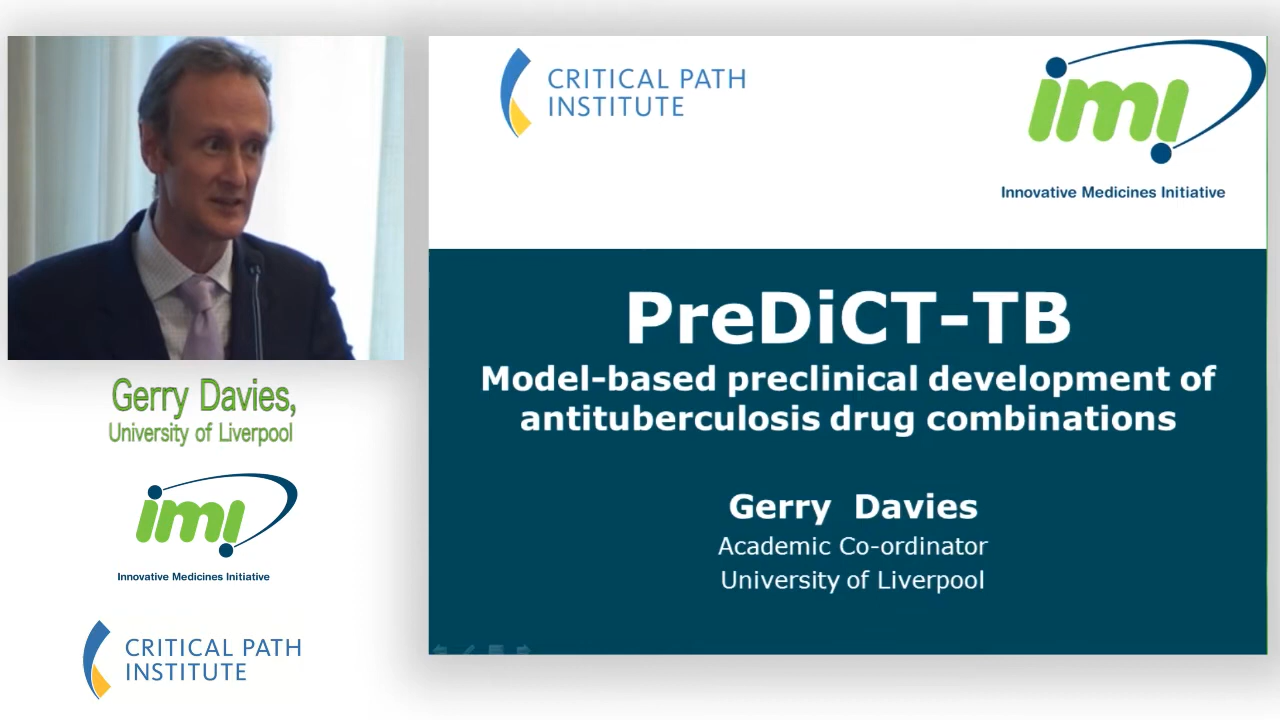 Gerry Davies,
University of Liverpool
imi
Innovative Medicines Initiative
CRITICAL PATH
INSTITUTE
CRITICAL PATH
INSTITUTE
imi
Innovative Medicines Initiative
PreDiCT-TB
Model-based preclinical development of
antituberculosis drug combinations
Gerry Davies
Academic Co-ordinator
University of Liverpool